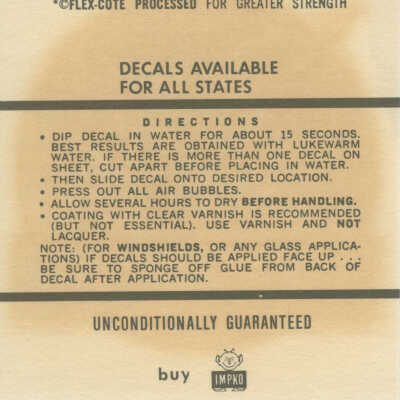 *©FLEX-COTE PROCESSED FOR GREATER STRENGTH
DECALS AVAILABLE
FOR ALL STATES
DIRECTIONS
• DIP DECAL IN WATER FOR ABOUT 15 SECONDS.
BEST RESULTS ARE OBTAINED WITH LUKEWARM
WATER. IF THERE IS MORE THAN ONE DECAL ON
SHEET, CUT APART BEFORE PLACING IN WATER.
• THEN SLIDE DECAL ONTO DESIRED LOCATION.
• PRESS OUT ALL AIR BUBBLES.
• ALLOW SEVERAL HOURS TO DRY BEFORE HANDLING.
• COATING WITH CLEAR VARNISH IS RECOMMENDED
(BUT NOT ESSENTIAL). USE VARNISH AND NOT
LACQUER.
NOTE: (FOR WINDSHIELDS, OR ANY GLASS APPLICA-
TIONS) IF DECALS SHOULD BE APPLIED FACE UP . . .
BE SURE TO SPONGE OFF GLUE FROM BACK OF
DECAL AFTER APPLICATION.
UNCONDITIONALLY GUARANTEED
buy IMPKO